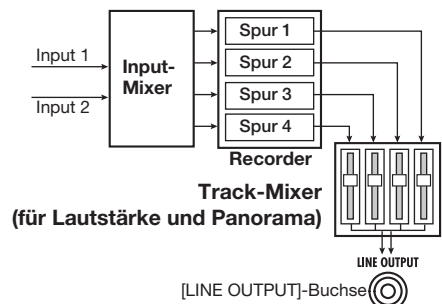 Input 1
Input 2
Input-
Mixer
Spur 1
Spur 2
Spur 3
Spur 4
Recorder
Track-Mixer
(für Lautstärke und Panorama)
LINE OUTPUT
[LINE OUTPUT]-Buchse